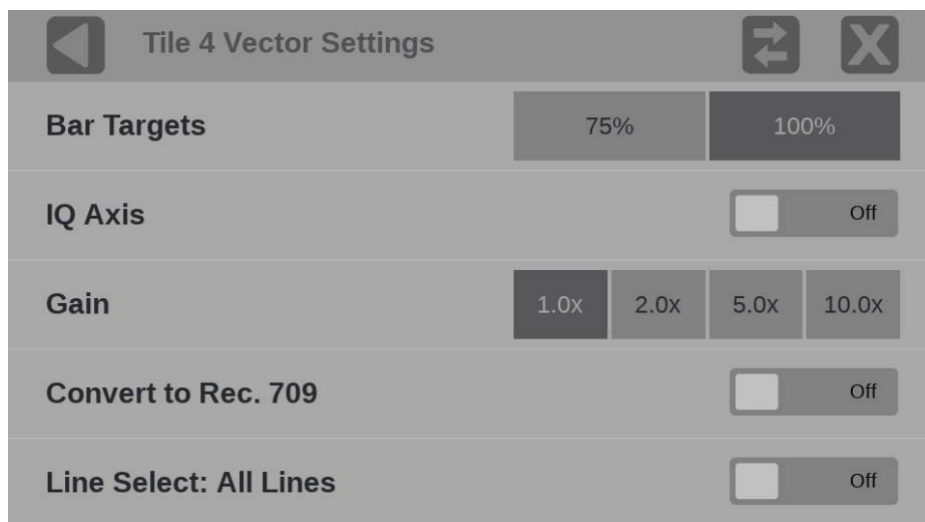 Tile 4 Vector Settings
Bar Targets 75% 100%
IQ Axis Off
Gain 1.0x 2.0x 5.0x 10.0x
Convert to Rec. 709 Off
Line Select: All Lines Off